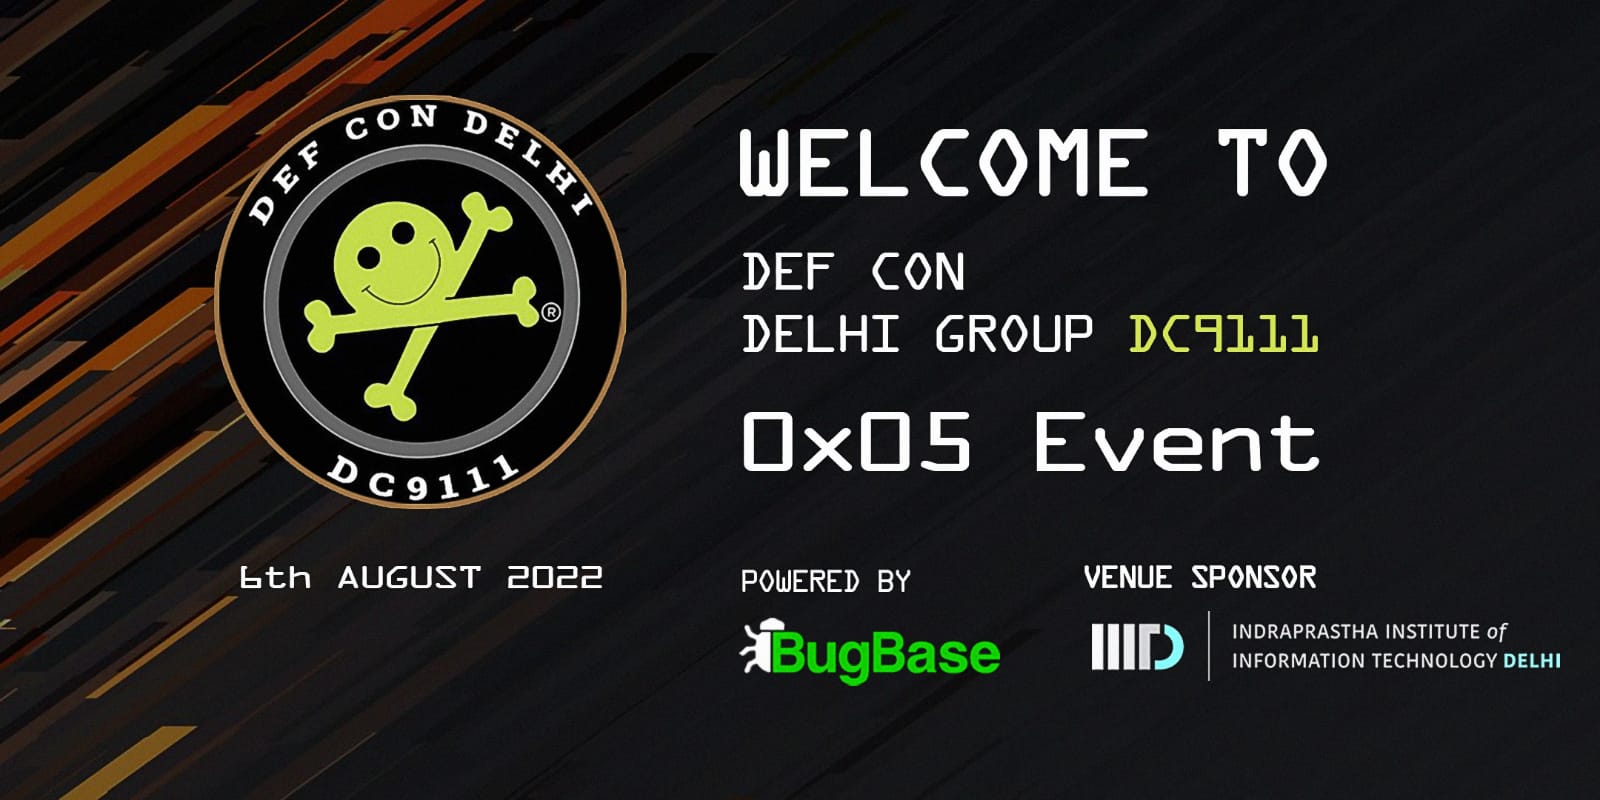 DEF CON DELHI
®
DC9111
6th AUGUST 2022
WELCOME TO
DEF CON
DELHI GROUP DC9111
0x05 Event
POWERED BY
BugBase
VENUE SPONSOR
IIITD
INDRAPRASTHA INSTITUTE of
INFORMATION TECHNOLOGY DELHI